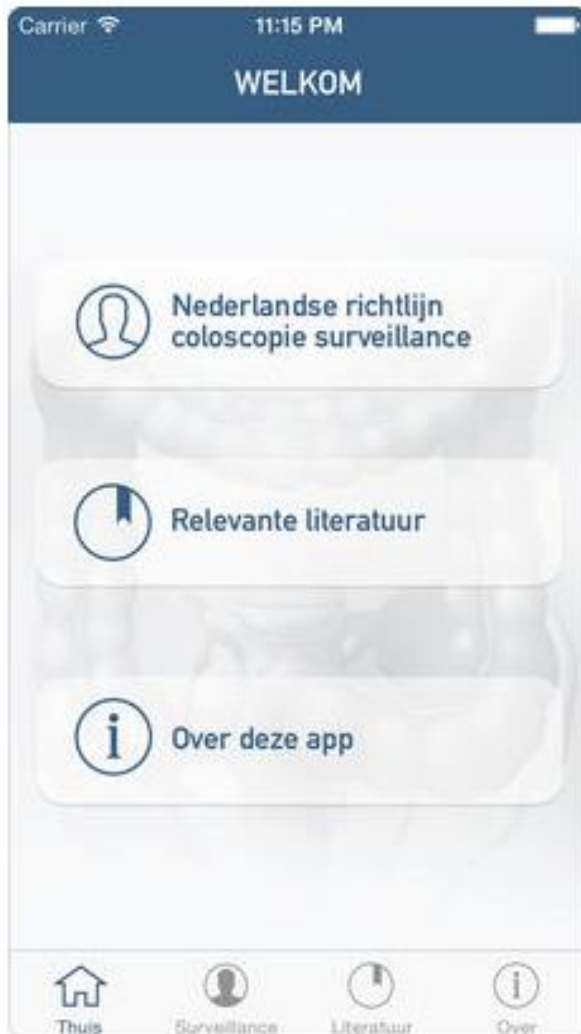 Carrier 11:15 PM
WELKOM
Nederlandse richtlijn
coloscopie surveillance
Relevante literatuur
i Over deze app
i
Thuis Surveillance Literatuur Over